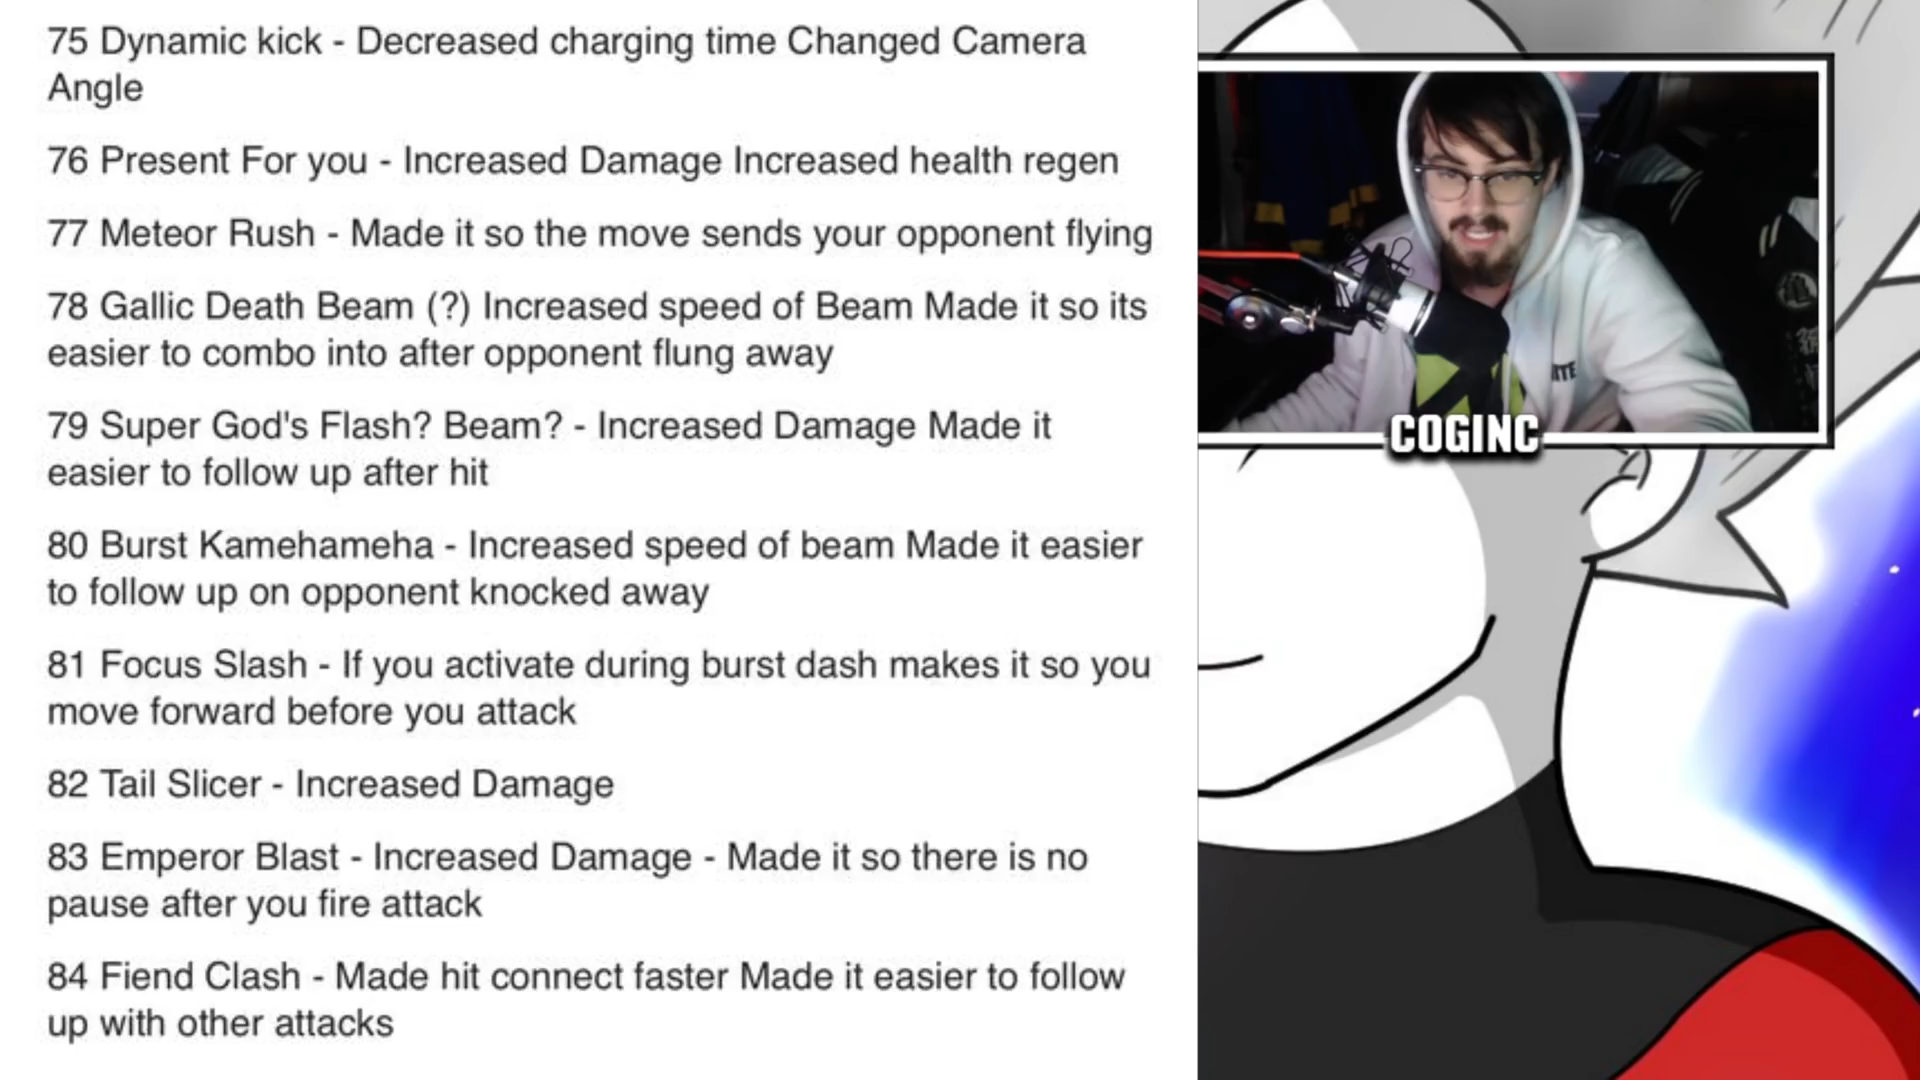 75 Dynamic kick - Decreased charging time Changed Camera
Angle
76 Present For you - Increased Damage Increased health regen
77 Meteor Rush - Made it so the move sends your opponent flying
78 Gallic Death Beam (?) Increased speed of Beam Made it so its
easier to combo into after opponent flung away
79 Super God's Flash? Beam? - Increased Damage Made it
easier to follow up after hit
80 Burst Kamehameha - Increased speed of beam Made it easier
to follow up on opponent knocked away
81 Focus Slash - If you activate during burst dash makes it so you
move forward before you attack
82 Tail Slicer - Increased Damage
83 Emperor Blast - Increased Damage - Made it so there is no
pause after you fire attack
84 Fiend Clash - Made hit connect faster Made it easier to follow
up with other attacks
COGINC